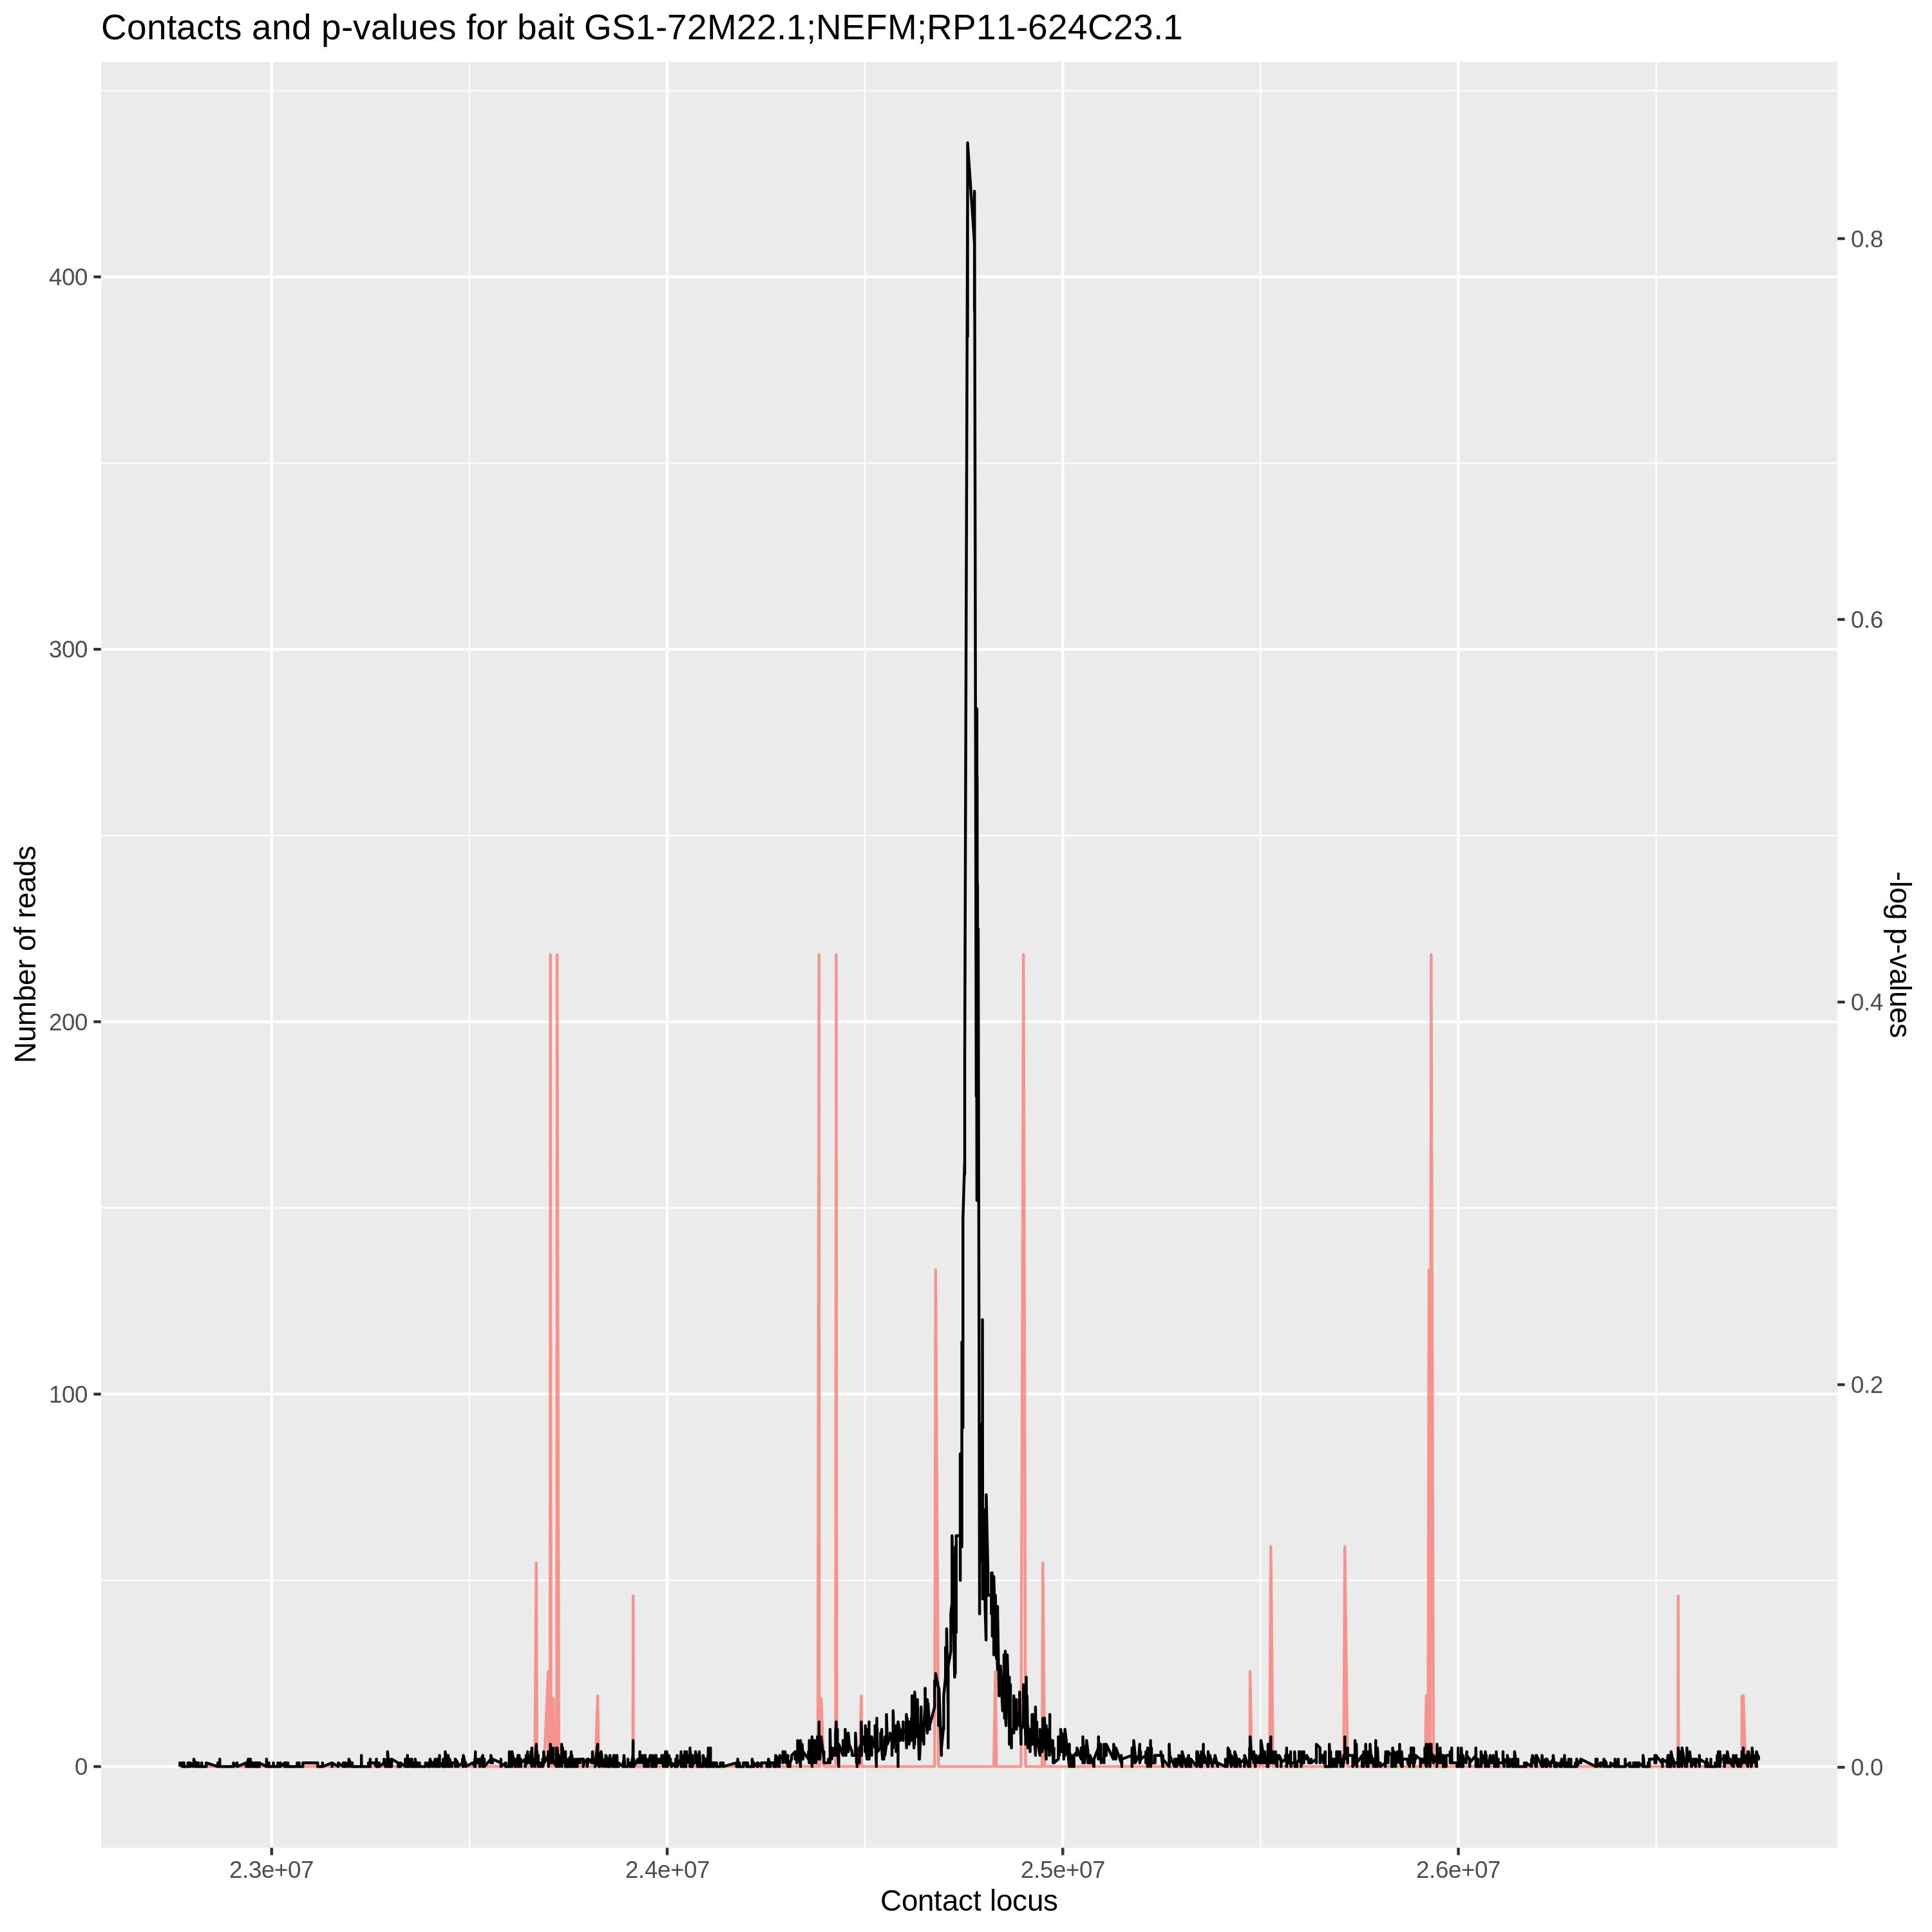 Contacts and p-values for bait GS1-72M22.1;NEFM;RP11-624C23.1
400
300
200
100
0
Number of reads
0.8
0.6
0.4
0.2
0.0
-log p-values
2.3e+07
2.4e+07
2.5e+07
2.6e+07
Contact locus